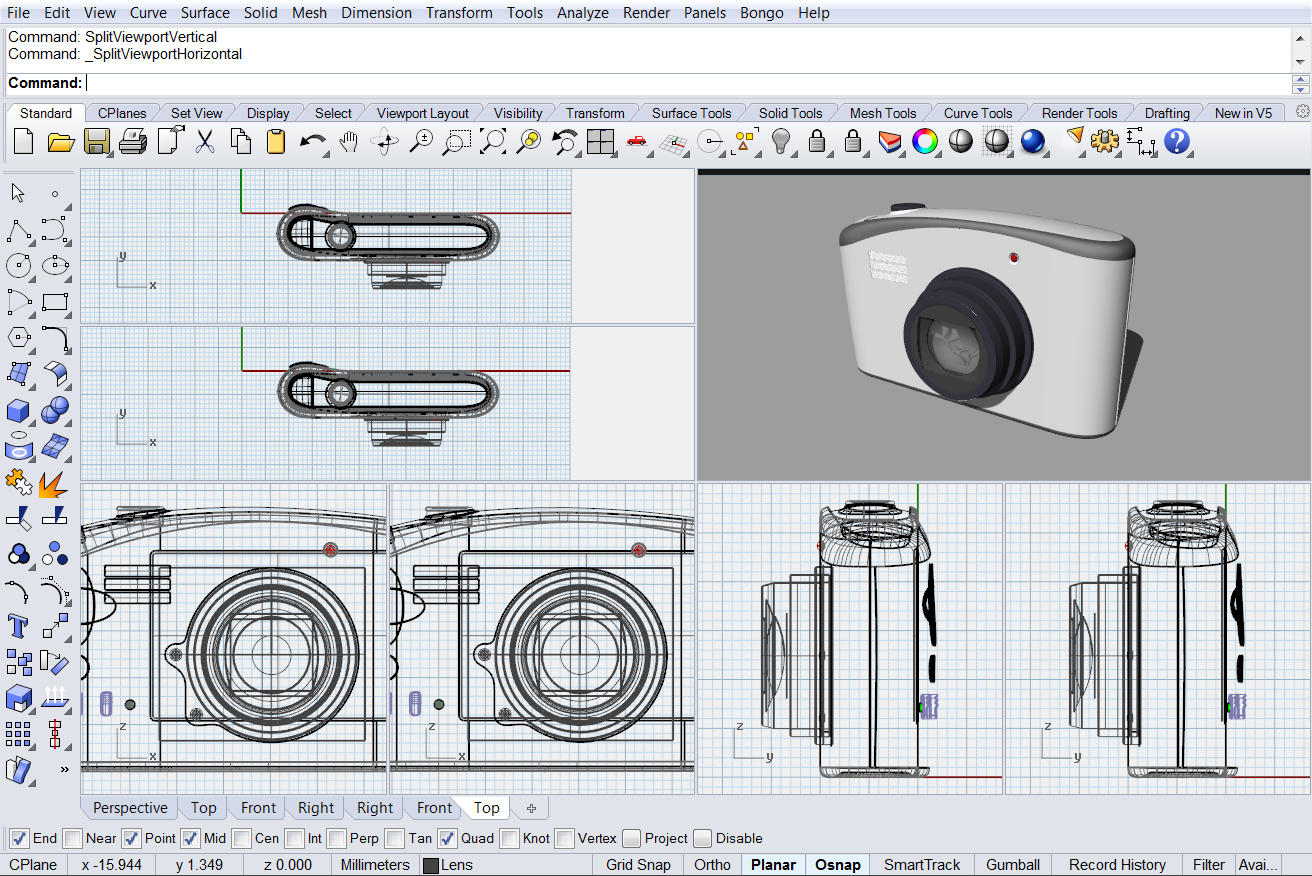 File Edit View Curve Surface Solid Mesh Dimension Transform Tools Analyze Render Panels Bongo Help
Command: SplitViewportVertical
Command: _SplitViewportHorizontal
Command:
Standard CPlanes Set View Display Select Viewport Layout Visibility Transform Surface Tools Solid Tools Mesh Tools Curve Tools Render Tools Drafting New in V5
y
x
y
x
z
x
z
x
z
y
z
y
Perspective Top Front Right Right Front Top
End Near Point Mid Cen Int Perp Tan Quad Knot Vertex Project Disable
CPlane x -15.944 y 1.349 z 0.000 Millimeters Lens Grid Snap Ortho Planar Osnap SmartTrack Gumball Record History Filter Avai...